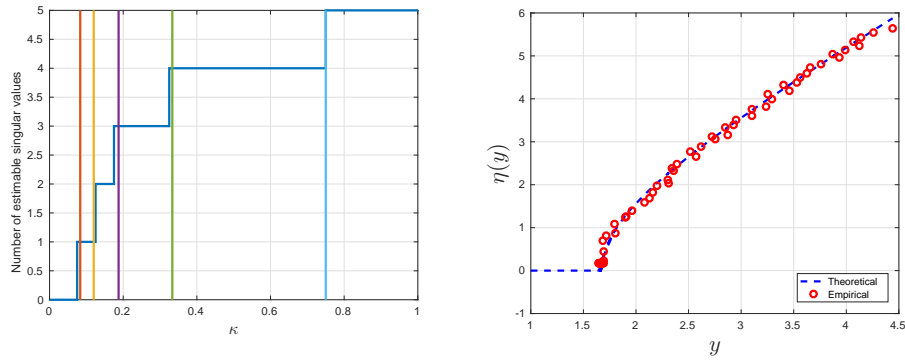 5
4.5
4
3.5
3
2.5
2
1.5
1
0.5
0
Number of estimable singular values
0 0.2 0.4 0.6 0.8 1
κ
6
5
4
3
2
1
0
-1
η(y)
Theoretical
Empirical
1 1.5 2 2.5 3 3.5 4 4.5
y